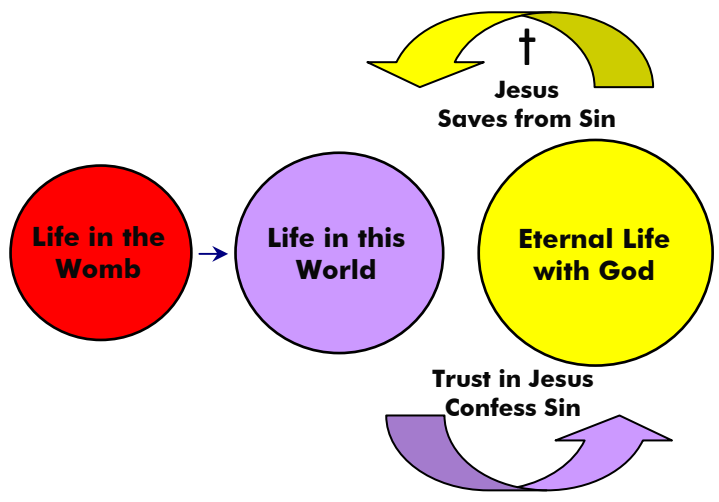 †
Jesus
Saves from Sin
Life in the
Womb
Life in this
World
Eternal Life
with God
Trust in Jesus
Confess Sin